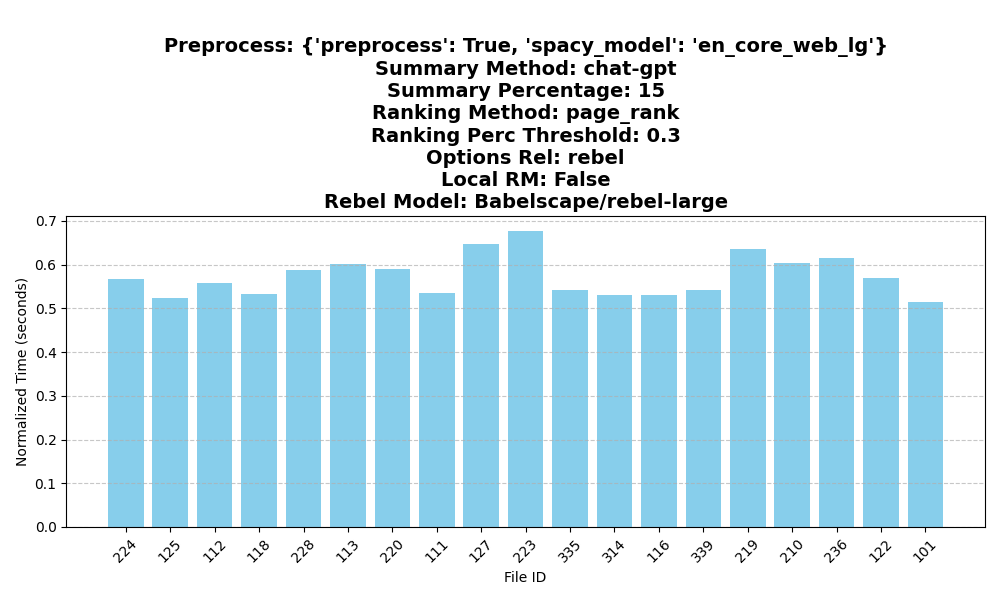 Preprocess: {'preprocess': True, 'spacy_model': 'en_core_web_lg'}
Summary Method: chat-gpt
Summary Percentage: 15
Ranking Method: page_rank
Ranking Perc Threshold: 0.3
Options Rel: rebel
Local RM: False
Rebel Model: Babelscape/rebel-large
Normalized Time (seconds)
0.7
0.6
0.5
0.4
0.3
0.2
0.1
0.0
224 125 112 118 228 113 220 111 127 223 335 314 116 339 219 210 236 122 101
File ID